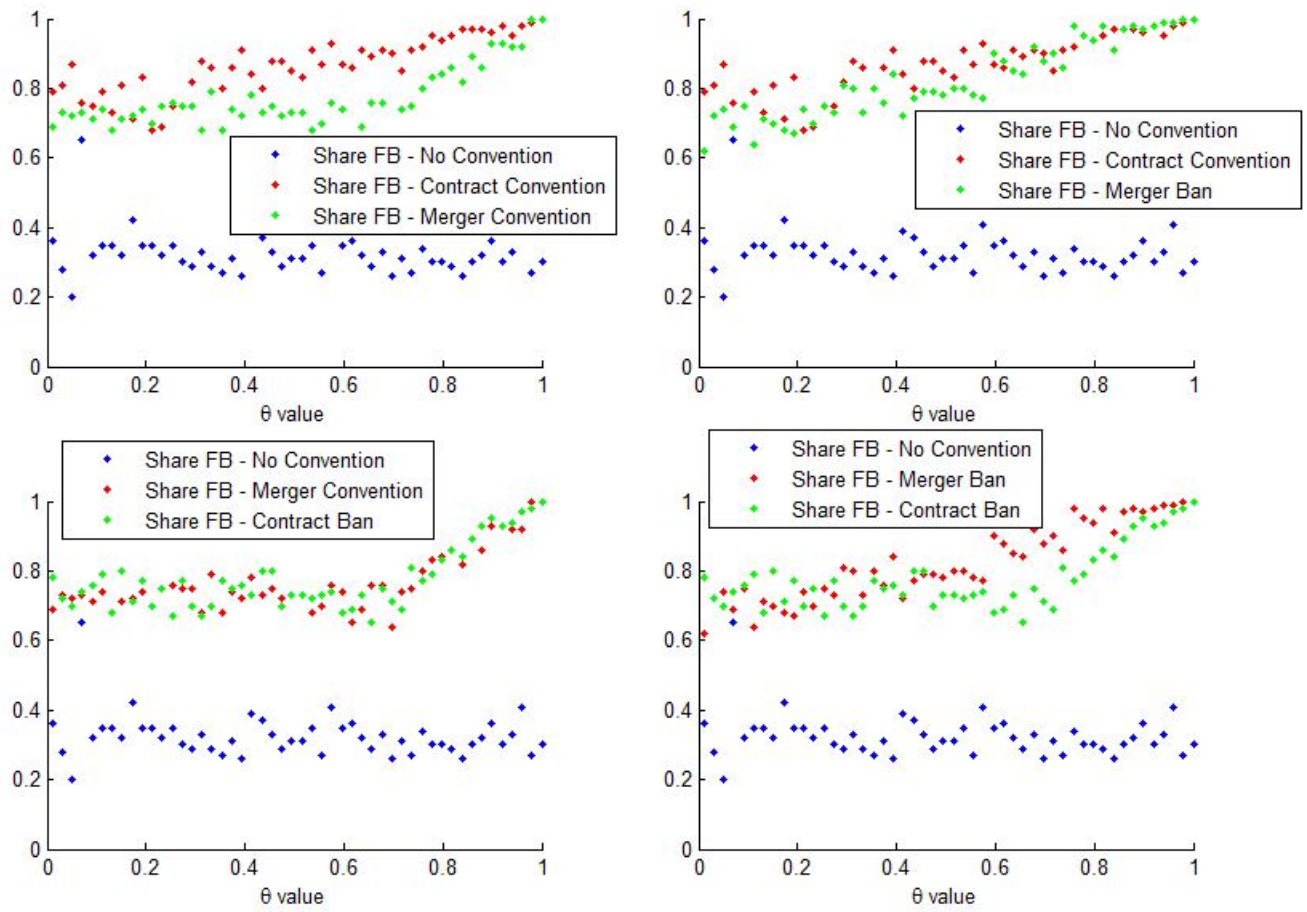 1
0.8
0.6
0.4
0.2
0
Share FB - No Convention
Share FB - Contract Convention
Share FB - Merger Convention
0 0.2 0.4 0.6 0.8 1
θ value
1
0.8
0.6
0.4
0.2
0
Share FB - No Convention
Share FB - Contract Convention
Share FB - Merger Ban
0 0.2 0.4 0.6 0.8 1
θ value
Share FB - No Convention
Share FB - Merger Convention
Share FB - Contract Ban
1
0.8
0.6
0.4
0.2
0
0 0.2 0.4 0.6 0.8 1
θ value
Share FB - No Convention
Share FB - Merger Ban
Share FB - Contract Ban
1
0.8
0.6
0.4
0.2
0
0 0.2 0.4 0.6 0.8 1
θ value